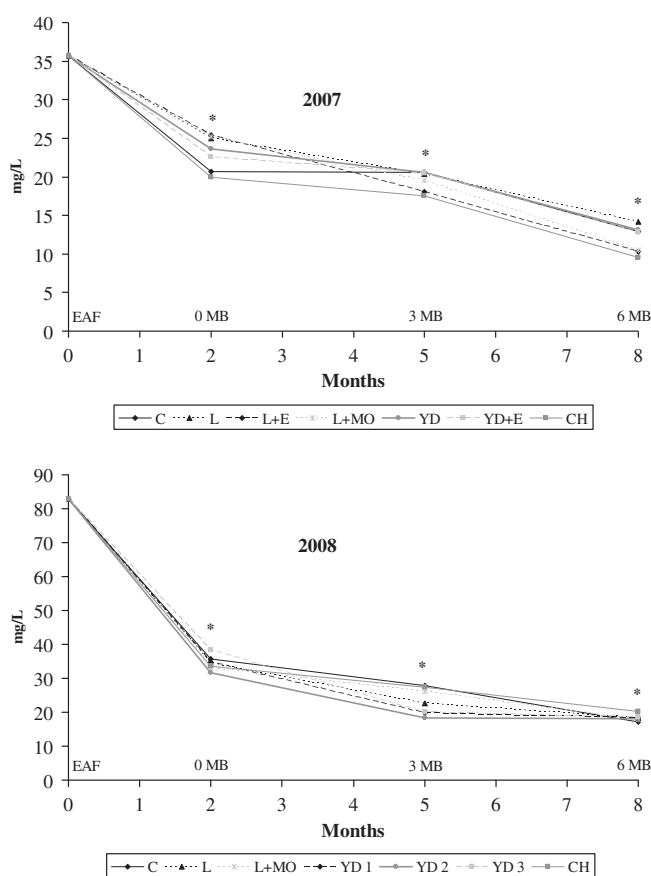 mg/L
40
35
30
25
20
15
10
5
0
2007
*
*
*
EAF
0 MB
3 MB
6 MB
0 1 2 3 4 5 6 7 8
Months
C L L+E L+MO YD YD+E CH
90
80
70
60
50
40
30
20
10
0
mg/L
2008
*
*
*
EAF
0 MB
3 MB
6 MB
0 1 2 3 4 5 6 7 8
Months
C L L+MO YD 1 YD 2 YD 3 CH